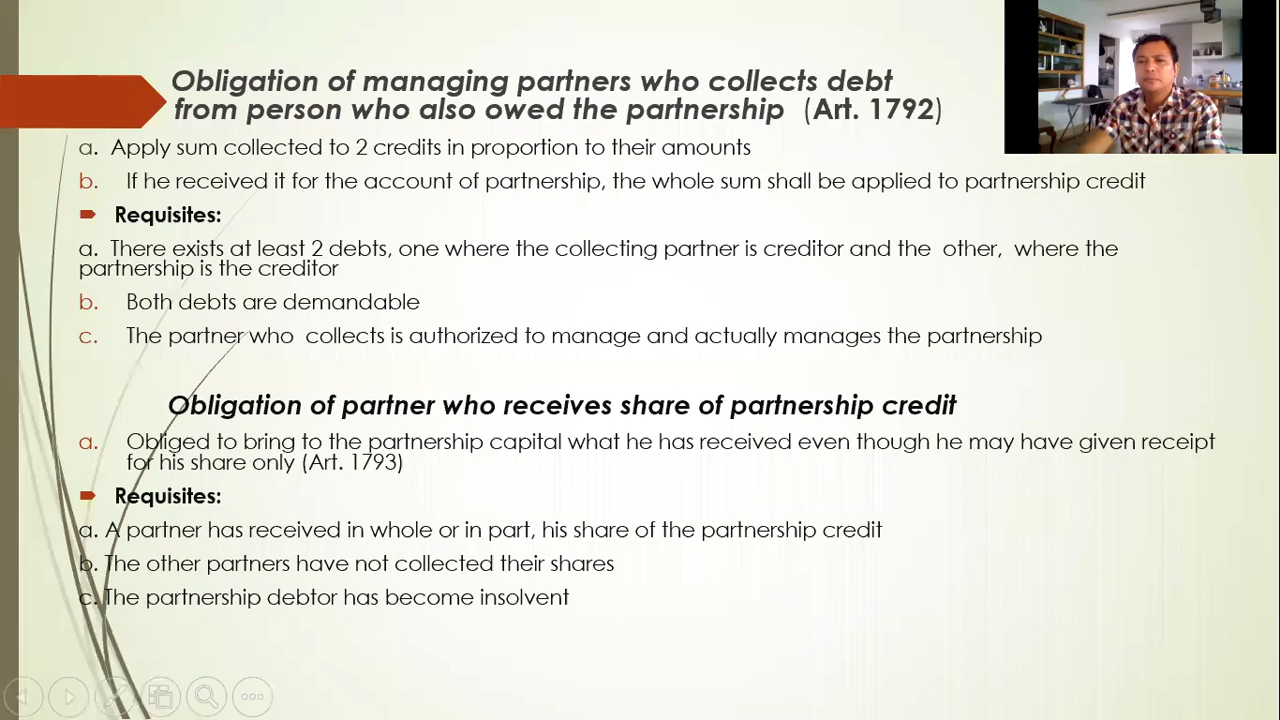 Obligation of managing partners who collects debt
from person who also owed the partnership (Art. 1792)
a. Apply sum collected to 2 credits in proportion to their amounts
b. If he received it for the account of partnership, the whole sum shall be applied to partnership credit
Requisites:
a. There exists at least 2 debts, one where the collecting partner is creditor and the other, where the
partnership is the creditor
b. Both debts are demandable
c. The partner who collects is authorized to manage and actually manages the partnership
Obligation of partner who receives share of partnership credit
a. Obliged to bring to the partnership capital what he has received even though he may have given receipt
for his share only (Art. 1793)
Requisites:
a. A partner has received in whole or in part, his share of the partnership credit
b. The other partners have not collected their shares
c. The partnership debtor has become insolvent